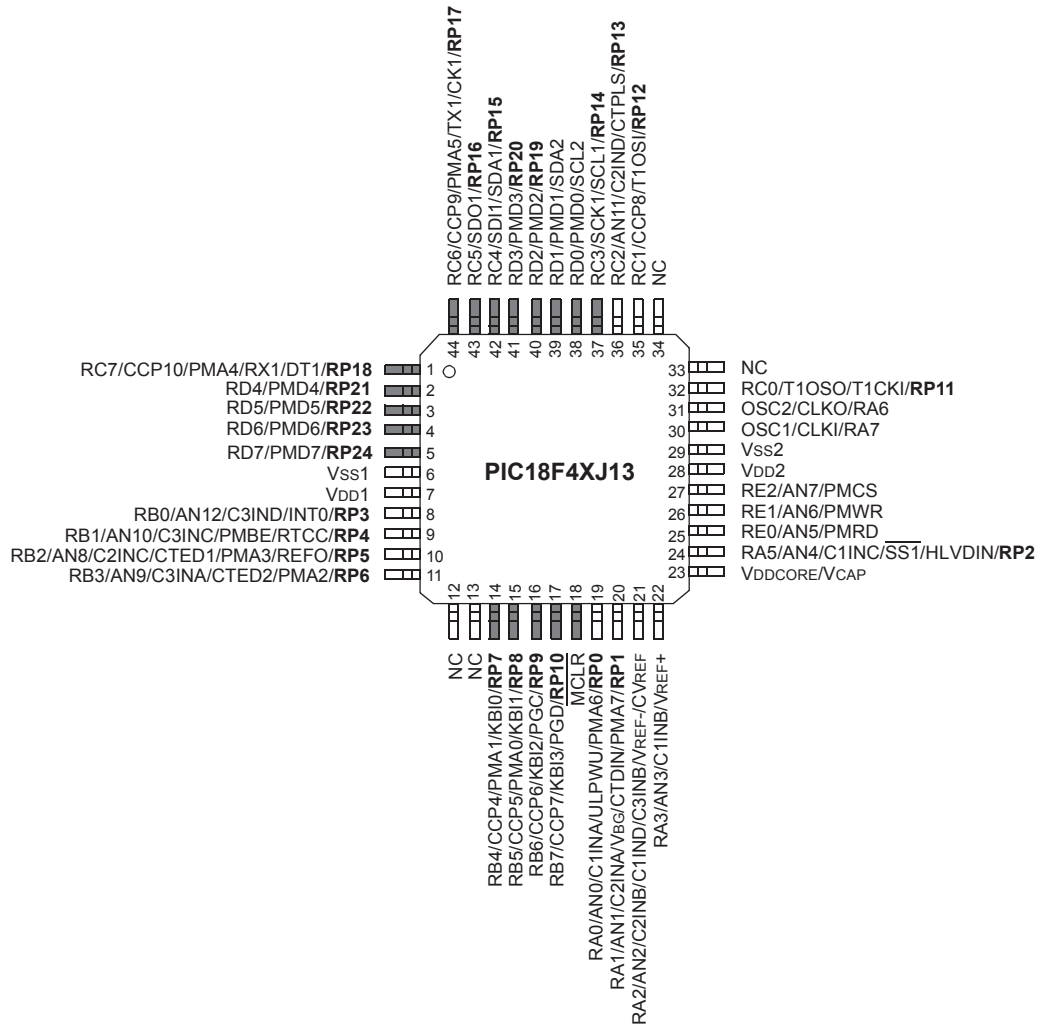 RC6/CCP9/PMA5/TX1/CK1/RP17
RC5/SDO1/RP16
RC4/SDI1/SDA1/RP15
RD3/PMD3/RP20
RD2/PMD2/RP19
RD1/PMD1/SDA2
RD0/PMD0/SCL2
RC3/SCK1/SCL1/RP14
RC2/AN11/C2IND/CTPLS/RP13
RC1/CCP8/T1OSI/RP12
NC
44
43
42
41
40
39
38
37
36
35
34
RC7/CCP10/PMA4/RX1/DT1/RP18
1
RD4/PMD4/RP21
2
RD5/PMD5/RP22
3
RD6/PMD6/RP23
4
RD7/PMD7/RP24
5
VSS1
6
VDD1
7
RB0/AN12/C3IND/INT0/RP3
8
RB1/AN10/C3INC/PMBE/RTCC/RP4
9
RB2/AN8/C2INC/CTED1/PMA3/REFO/RP5
10
RB3/AN9/C3INA/CTED2/PMA2/RP6
11
PIC18F4XJ13
33
NC
32
RC0/T1OSO/T1CKI/RP11
31
OSC2/CLKO/RA6
30
OSC1/CLKI/RA7
29
VSS2
28
VDD2
27
RE2/AN7/PMCS
26
RE1/AN6/PMWR
25
RE0/AN5/PMRD
24
RA5/AN4/C1INC/SS1/HLVDIN/RP2
23
VDDCORE/VCAP
12
13
14
15
16
17
18
19
20
21
22
NC
NC
RB4/CCP4/PMA1/KBI0/RP7
RB5/CCP5/PMA0/KBI1/RP8
RB6/CCP6/KBI2/PGC/RP9
RB7/CCP7/KBI3/PGD/RP10
MCLR
RA0/AN0/C1INA/ULPWU/PMA6/RP0
RA1/AN1/C2INA/VBG/CTDIN/PMA7/RP1
RA2/AN2/C2INB/C1IND/C3INB/VREF-/CVREF
RA3/AN3/C1INB/VREF+